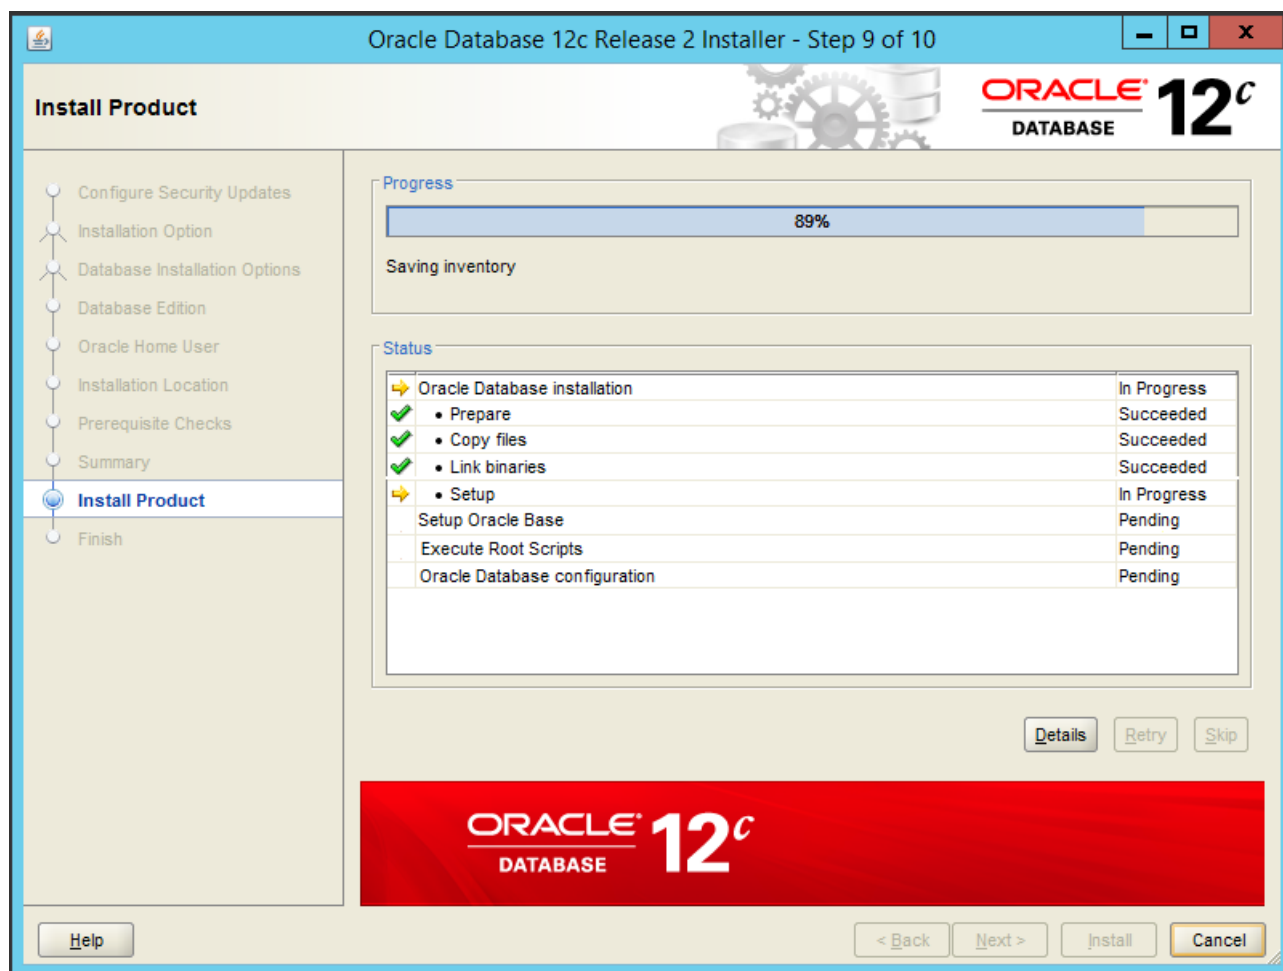 Oracle Database 12c Release 2 Installer - Step 9 of 10
Install Product
ORACLE DATABASE 12c
Configure Security Updates
Installation Option
Database Installation Options
Database Edition
Oracle Home User
Installation Location
Prerequisite Checks
Summary
Install Product
Finish
Progress
89%
Saving inventory
Status
Oracle Database installation In Progress
• Prepare Succeeded
• Copy files Succeeded
• Link binaries Succeeded
• Setup In Progress
Setup Oracle Base Pending
Execute Root Scripts Pending
Oracle Database configuration Pending
Details Retry Skip
ORACLE DATABASE 12c
Help < Back Next > Install Cancel